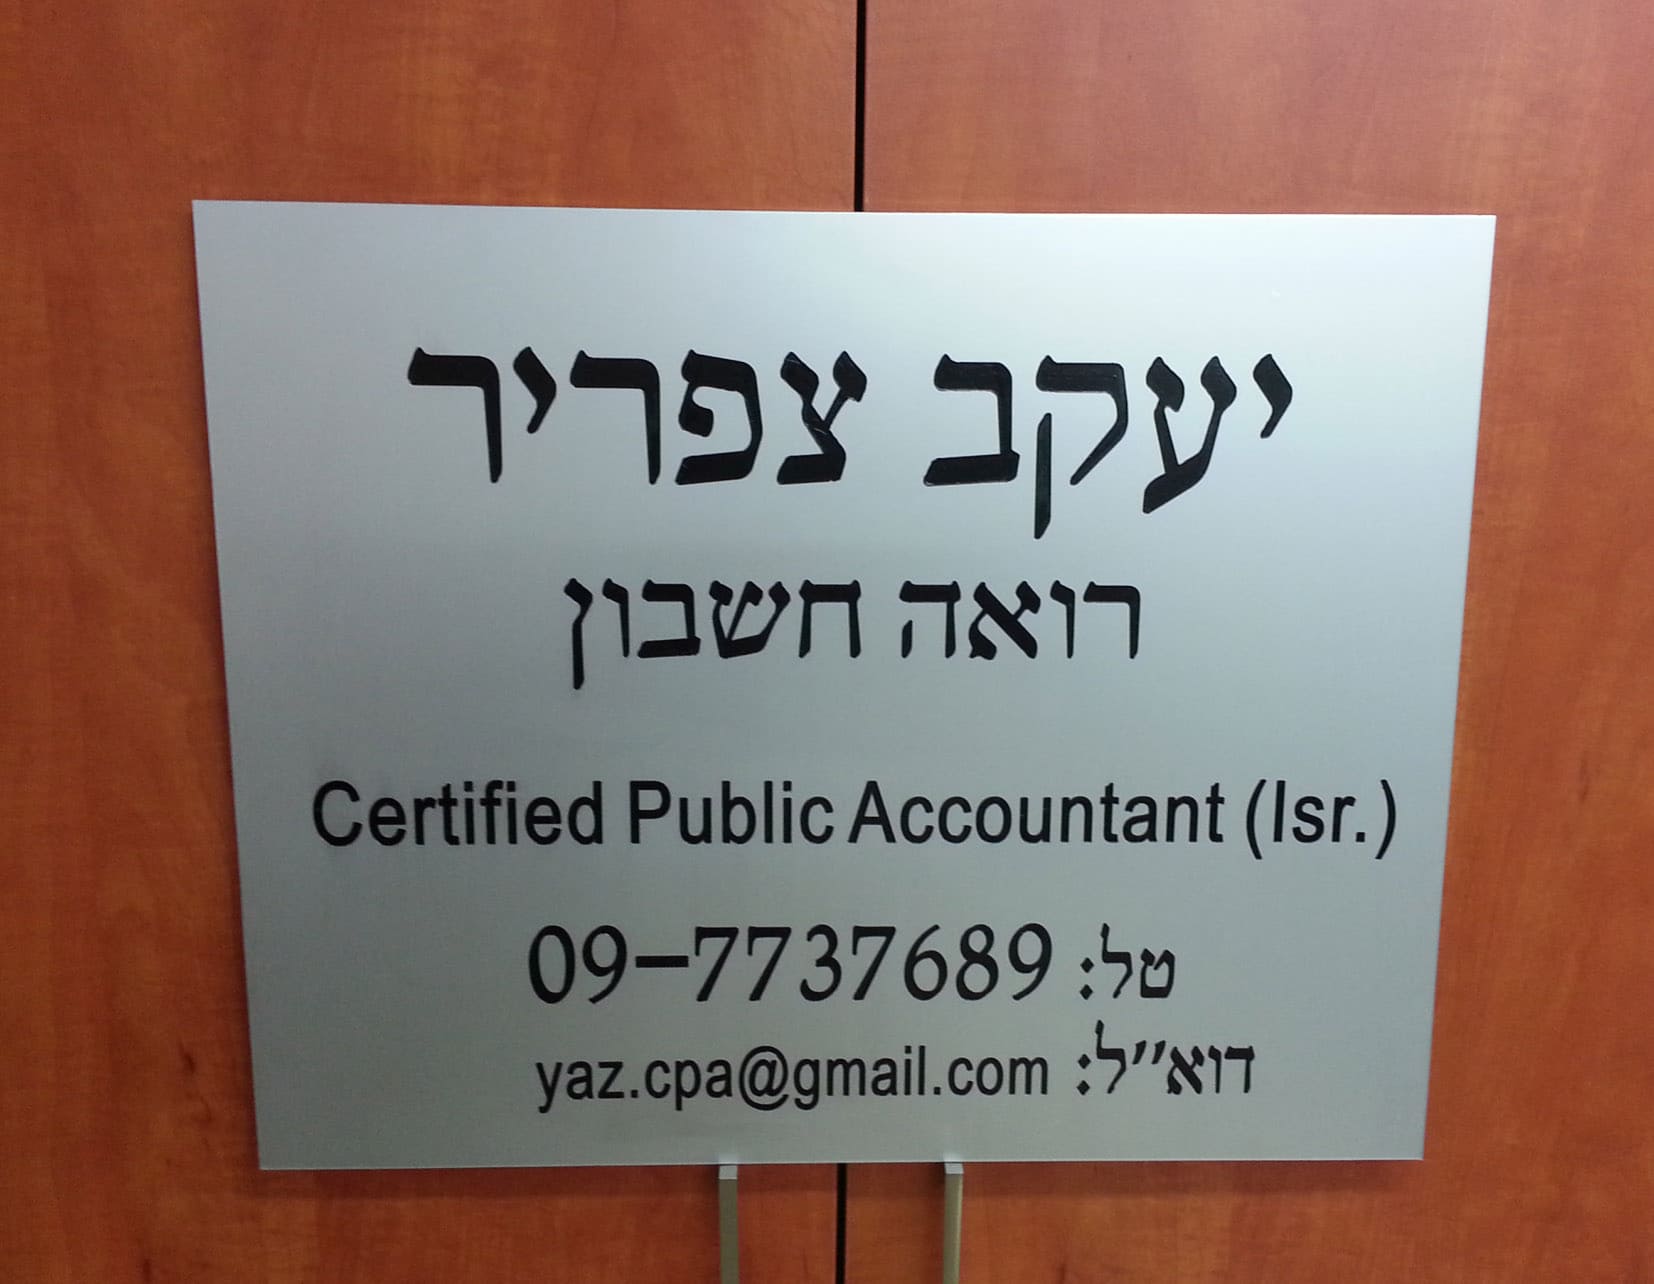 יעקב צפריר
רואה חשבון
Certified Public Accountant (Isr.)
טל: 09-7737689
דוא״ל: yaz.cpa@gmail.com